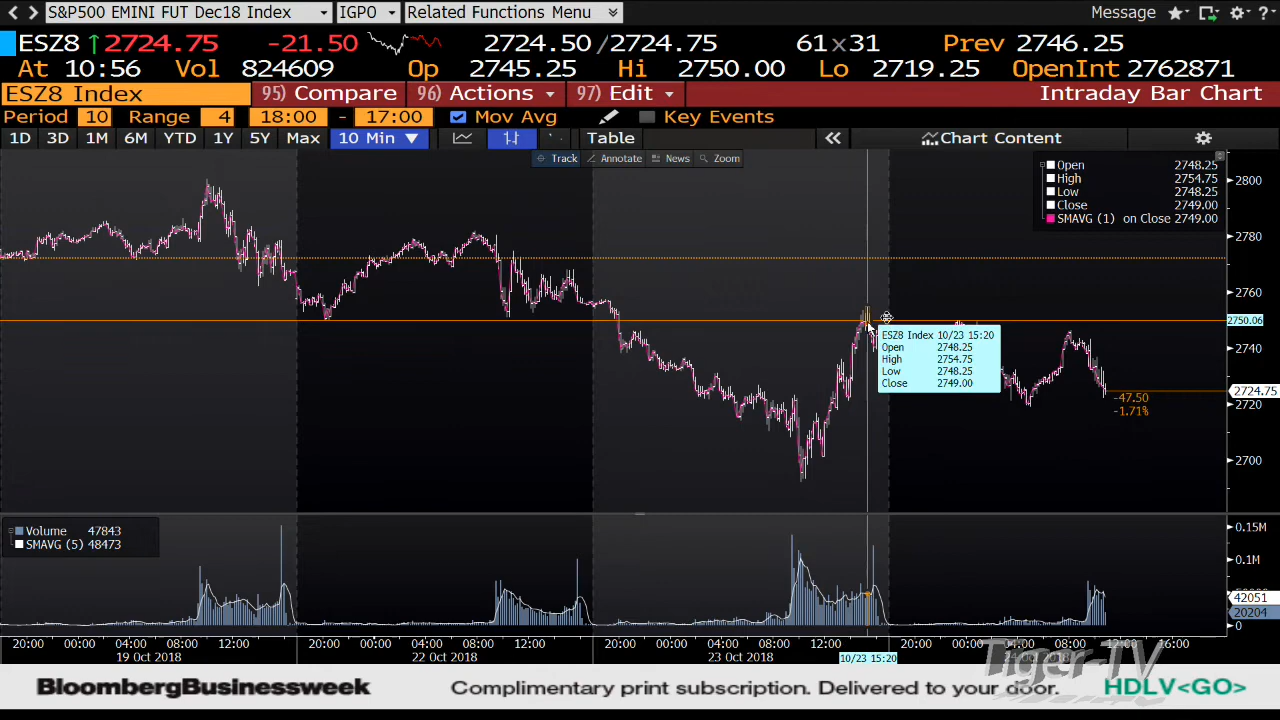 S&P500 EMINI FUT Dec18 Index IGPO Related Functions Menu Message
ESZ8 ↑2724.75 -21.50 2724.50/2724.75 61x31 Prev 2746.25
At 10:56 Vol 824609 Op 2745.25 Hi 2750.00 Lo 2719.25 OpenInt 2762871
ESZ8 Index 95) Compare 96) Actions 97) Edit Intraday Bar Chart
Period 10 Range 4 18:00 - 17:00 Mov Avg Key Events
1D 3D 1M 6M YTD 1Y 5Y Max 10 Min ▼ Table « Chart Content
Track Annotate News Zoom
Open 2748.25
High 2754.75
Low 2748.25
Close 2749.00
SMAVG (1) on Close 2749.00
2800
2780
2760
2750.06
2740
2724.75
2720
2700
ESZ8 Index 10/23 15:20
Open 2748.25
High 2754.75
Low 2748.25
Close 2749.00
-47.50
-1.71%
Volume 47843
SMAVG (5) 48473
0.15M
0.1M
42051
20204
0
20:00 00:00 04:00 08:00 12:00 20:00 00:00 04:00 08:00 12:00 20:00 00:00 04:00 08:00 12:00 20:00 00:00 04:00 08:00 12:00 16:00
19 Oct 2018 22 Oct 2018 23 Oct 2018 10/23 15:20 24 Oct 2018
Tiger-TV
BloombergBusinessweek Complimentary print subscription. Delivered to your door. HDLV<GO>